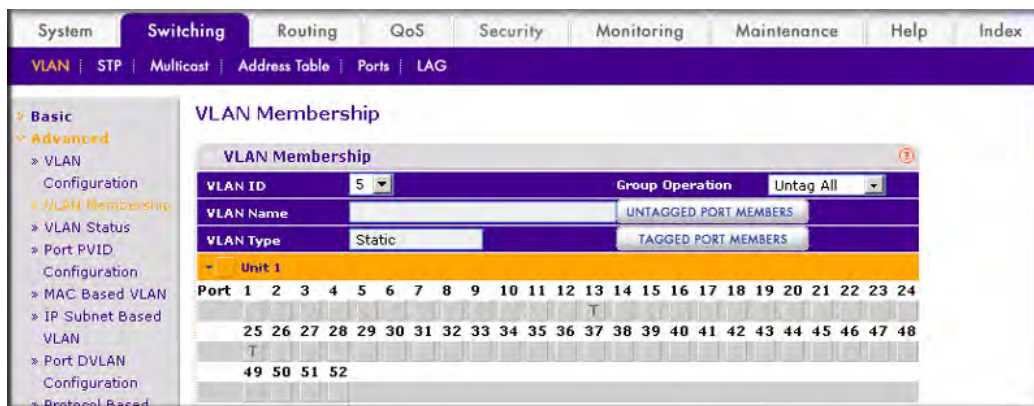 System Switching Routing QoS Security Monitoring Maintenance Help Index
VLAN STP Multicast Address Table Ports LAG
Basic
Advanced
» VLAN
Configuration
» VLAN Membership
» VLAN Status
» Port PVID
Configuration
» MAC Based VLAN
» IP Subnet Based
VLAN
» Port DVLAN
Configuration
» Protocol Based
VLAN Membership
VLAN Membership
VLAN ID 5 Group Operation Untag All
VLAN Name UNTAGGED PORT MEMBERS
VLAN Type Static TAGGED PORT MEMBERS
Unit 1
Port 1 2 3 4 5 6 7 8 9 10 11 12 13 14 15 16 17 18 19 20 21 22 23 24
T
25 26 27 28 29 30 31 32 33 34 35 36 37 38 39 40 41 42 43 44 45 46 47 48
T
49 50 51 52